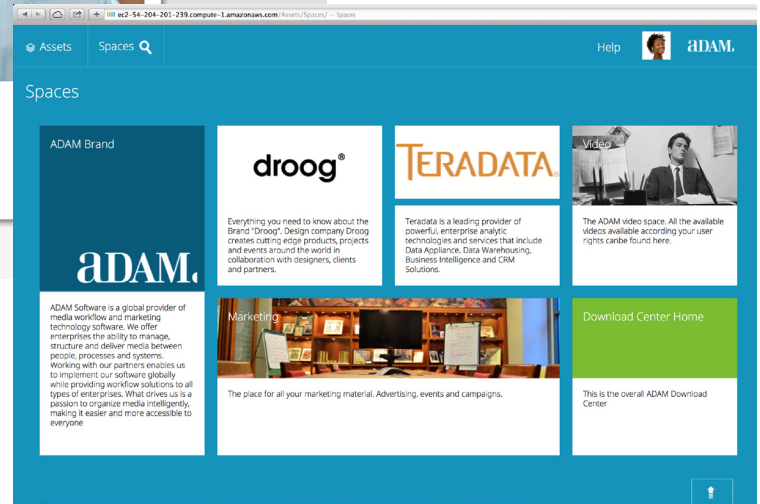 ec2-54-204-201-239.compute-1.amazonaws.com/Assets/Spaces/ — Spaces
Assets
Spaces
Help
aDAM.
Spaces
ADAM Brand
aDAM.
ADAM Software is a global provider of
media workflow and marketing
technology software. We offer
enterprises the ability to manage,
structure and deliver media between
people, processes and systems.
Working with our partners enables us
to implement our software globally
while providing workflow solutions to all
types of enterprises. What drives us is a
passion to organize media intelligently,
making it easier and more accessible to
everyone
droog®
Everything you need to know about the
Brand "Droog". Design company Droog
creates cutting edge products, projects
and events around the world in
collaboration with designers, clients
and partners.
TERADATA®
Teradata is a leading provider of
powerful, enterprise analytic
technologies and services that include
Data Appliance, Data Warehousing,
Business Intelligence and CRM
Solutions.
Video
The ADAM video space. All the available
videos available according your user
rights canbe found here.
Marketing
The place for all your marketing material. Advertising, events and campaigns.
Download Center Home
This is the overall ADAM Download
Center